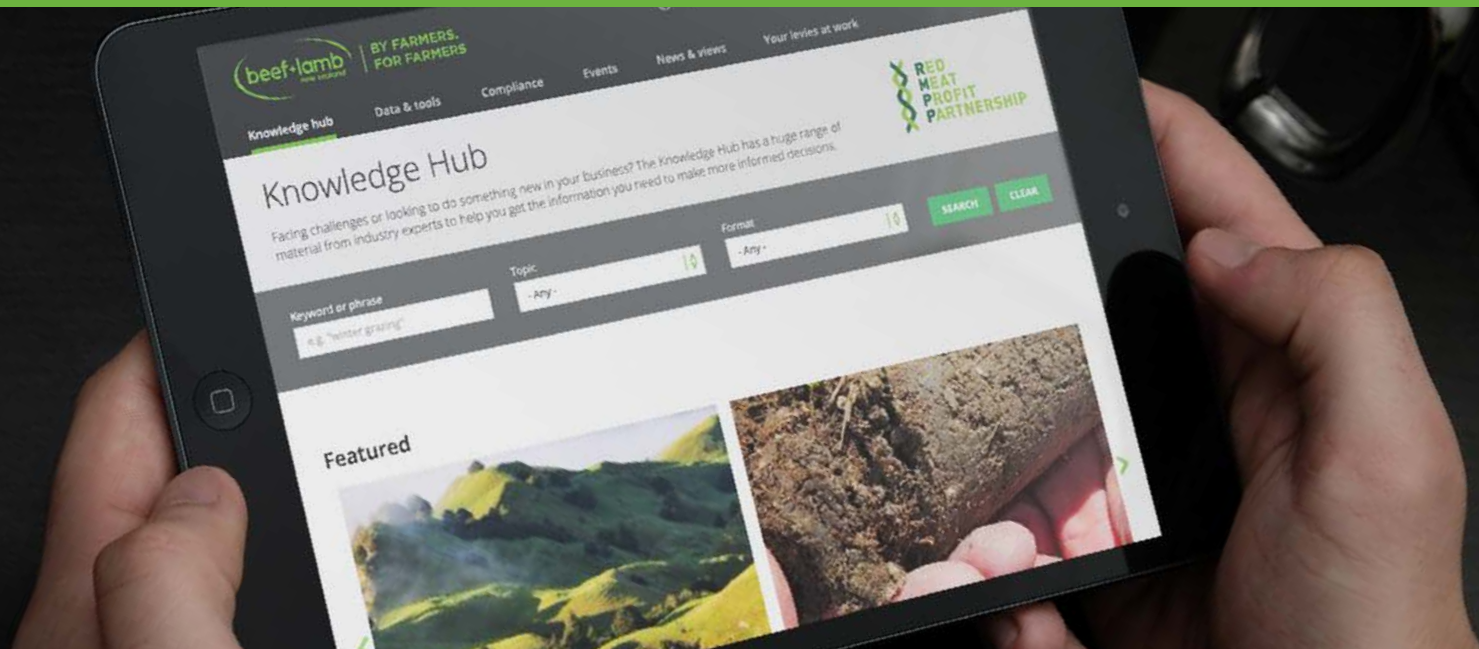 beef+lamb
new zealand
BY FARMERS.
FOR FARMERS
Knowledge hub
Data & tools
Compliance
Events
News & views
Your levies at work
RED
MEAT
PROFIT
PARTNERSHIP
Knowledge Hub
Facing challenges or looking to do something new in your business? The Knowledge Hub has a huge range of
material from industry experts to help you get the information you need to make more informed decisions.
Keyword or phrase
e.g. "winter grazing"
Topic
- Any -
Format
- Any -
SEARCH
CLEAR
Featured